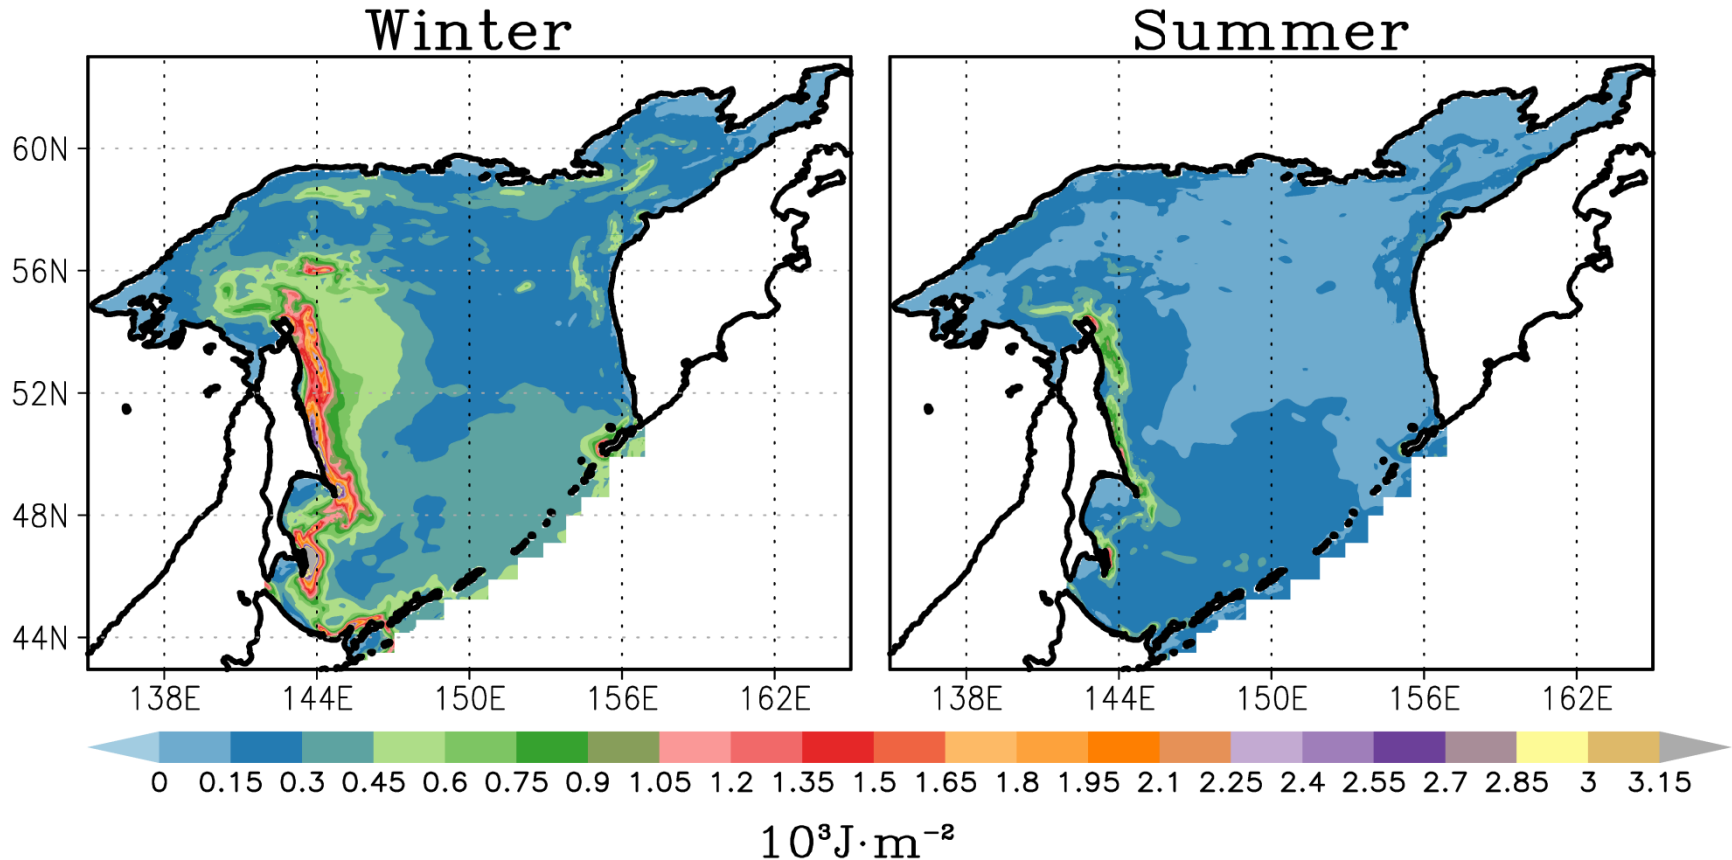 Winter Summer
60N
56N
52N
48N
44N
138E 144E 150E 156E 162E 138E 144E 150E 156E 162E
0 0.15 0.3 0.45 0.6 0.75 0.9 1.05 1.2 1.35 1.5 1.65 1.8 1.95 2.1 2.25 2.4 2.55 2.7 2.85 3 3.15
10³J·m⁻²